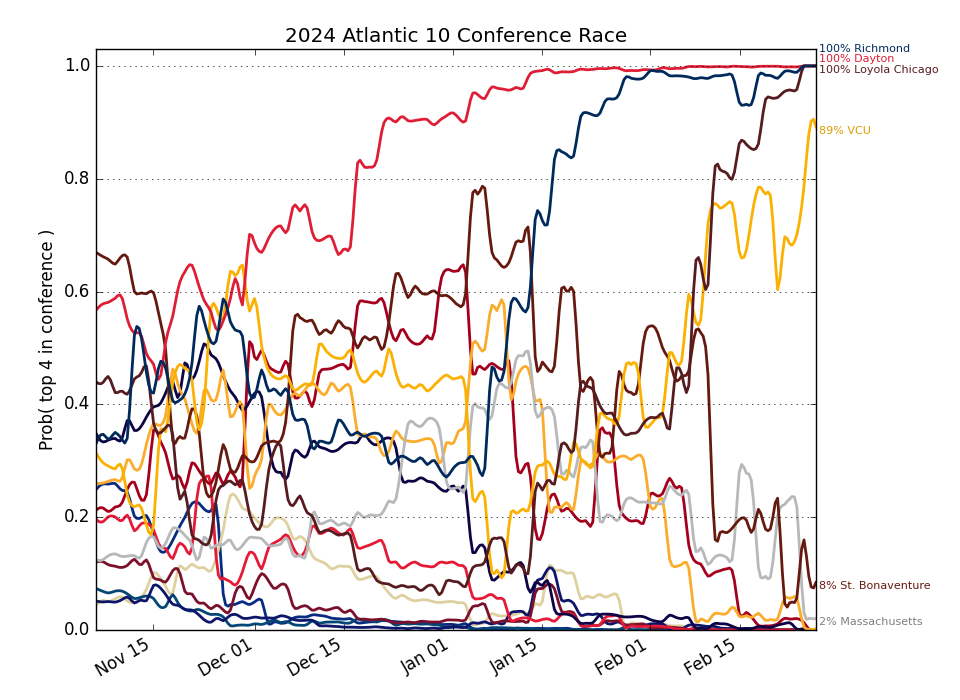 2024 Atlantic 10 Conference Race
100% Richmond
100% Dayton
100% Loyola Chicago
89% VCU
8% St. Bonaventure
2% Massachusetts
Prob( top 4 in conference )
1.0
0.8
0.6
0.4
0.2
0.0
Nov 15
Dec 01
Dec 15
Jan 01
Jan 15
Feb 01
Feb 15